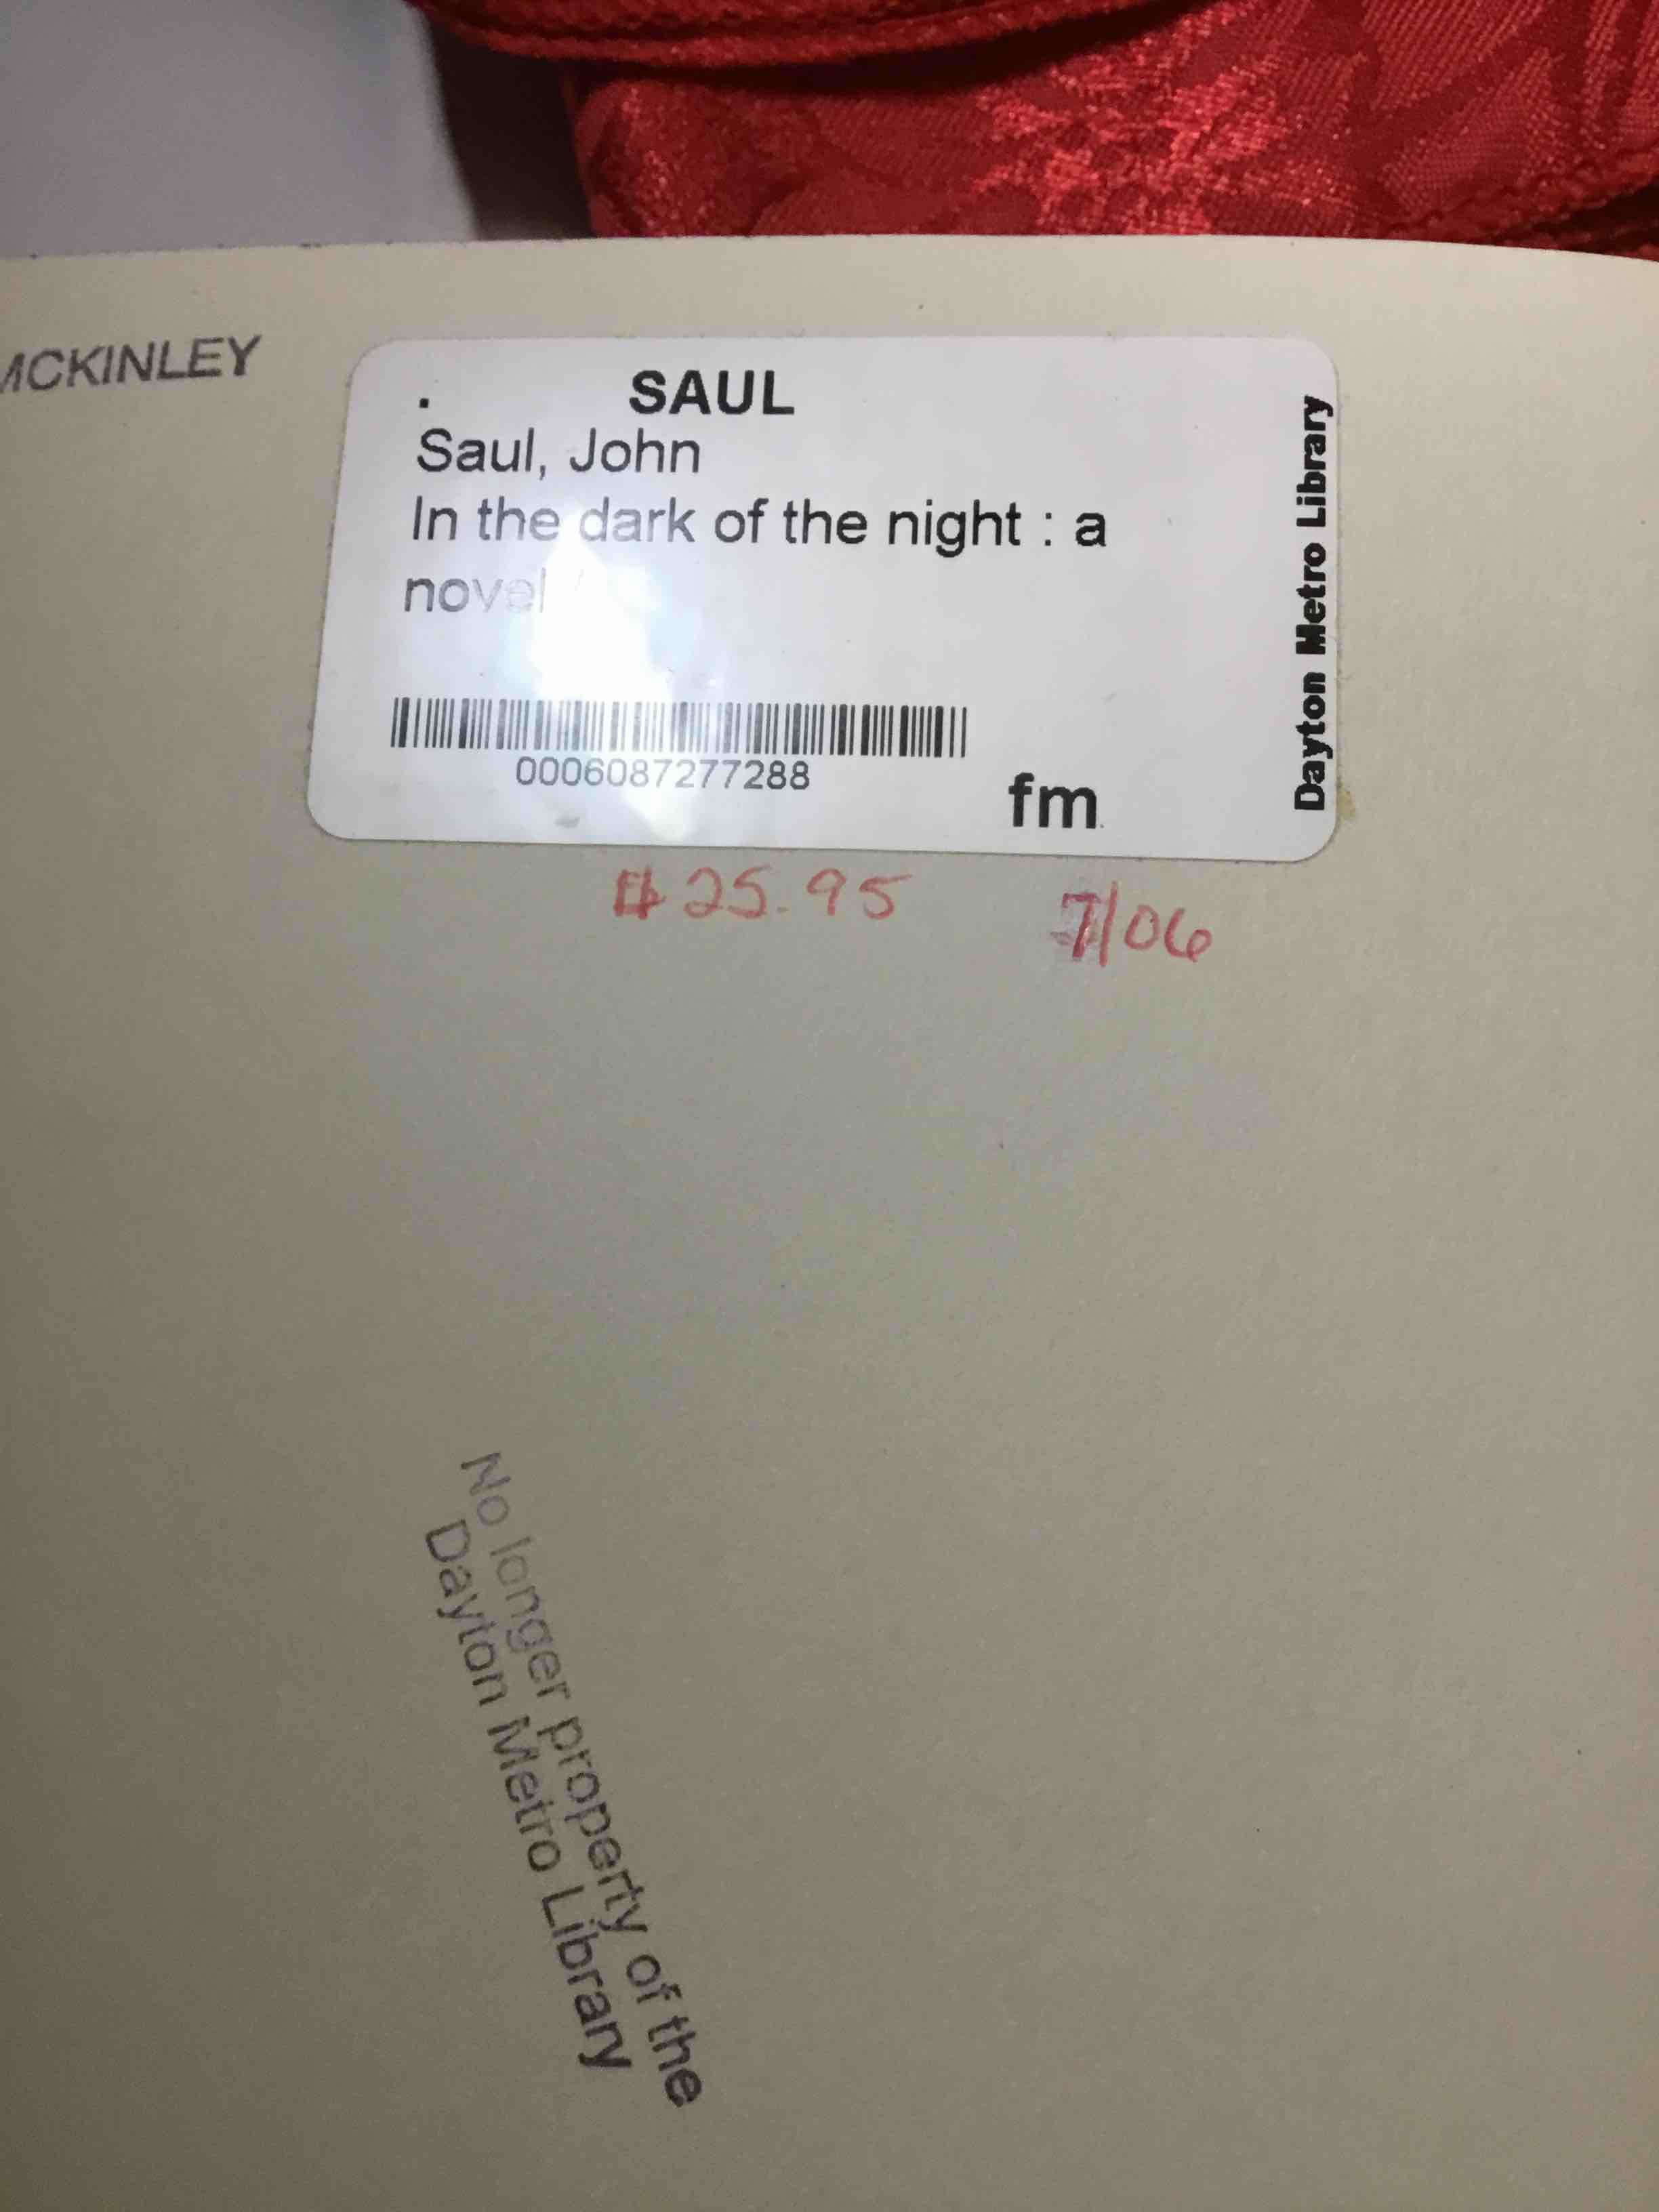 MCKINLEY
. SAUL
Saul, John
In the dark of the night : a
novel /
0006087277288
fm
Dayton Metro Library
$25.95 7/06
No longer property of the
Dayton Metro Library